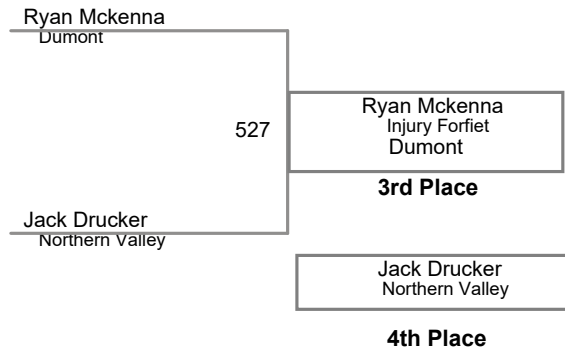 Ryan Mckenna
Dumont
527
Ryan Mckenna
Injury Forfiet
Dumont
3rd Place
Jack Drucker
Northern Valley
Jack Drucker
Northern Valley
4th Place